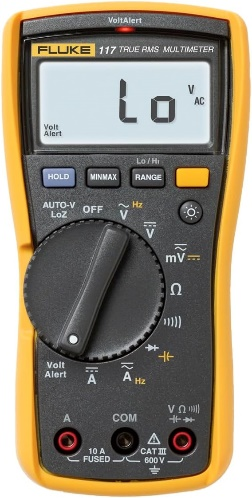 VoltAlert
FLUKE 117 TRUE RMS MULTIMETER
Lo V AC
Volt Alert
Lo / Hi
HOLD MINMAX RANGE
AUTO-V LoZ OFF V Hz
mV
Ω
Volt Alert A A Hz
A COM V Ω
10 A FUSED CAT III 600 V